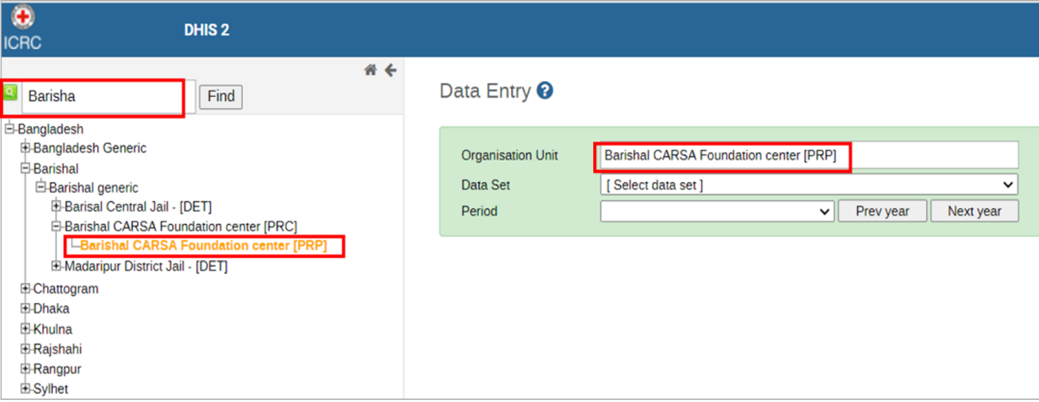 ICRC
DHIS 2
Barisha
Find
Bangladesh
Bangladesh Generic
Barishal
Barishal generic
Barisal Central Jail - [DET]
Barishal CARSA Foundation center [PRC]
Barishal CARSA Foundation center [PRP]
Madaripur District Jail - [DET]
Chattogram
Dhaka
Khulna
Rajshahi
Rangpur
Sylhet
Data Entry ?
Organisation Unit Barishal CARSA Foundation center [PRP]
Data Set [ Select data set ]
Period Prev year Next year